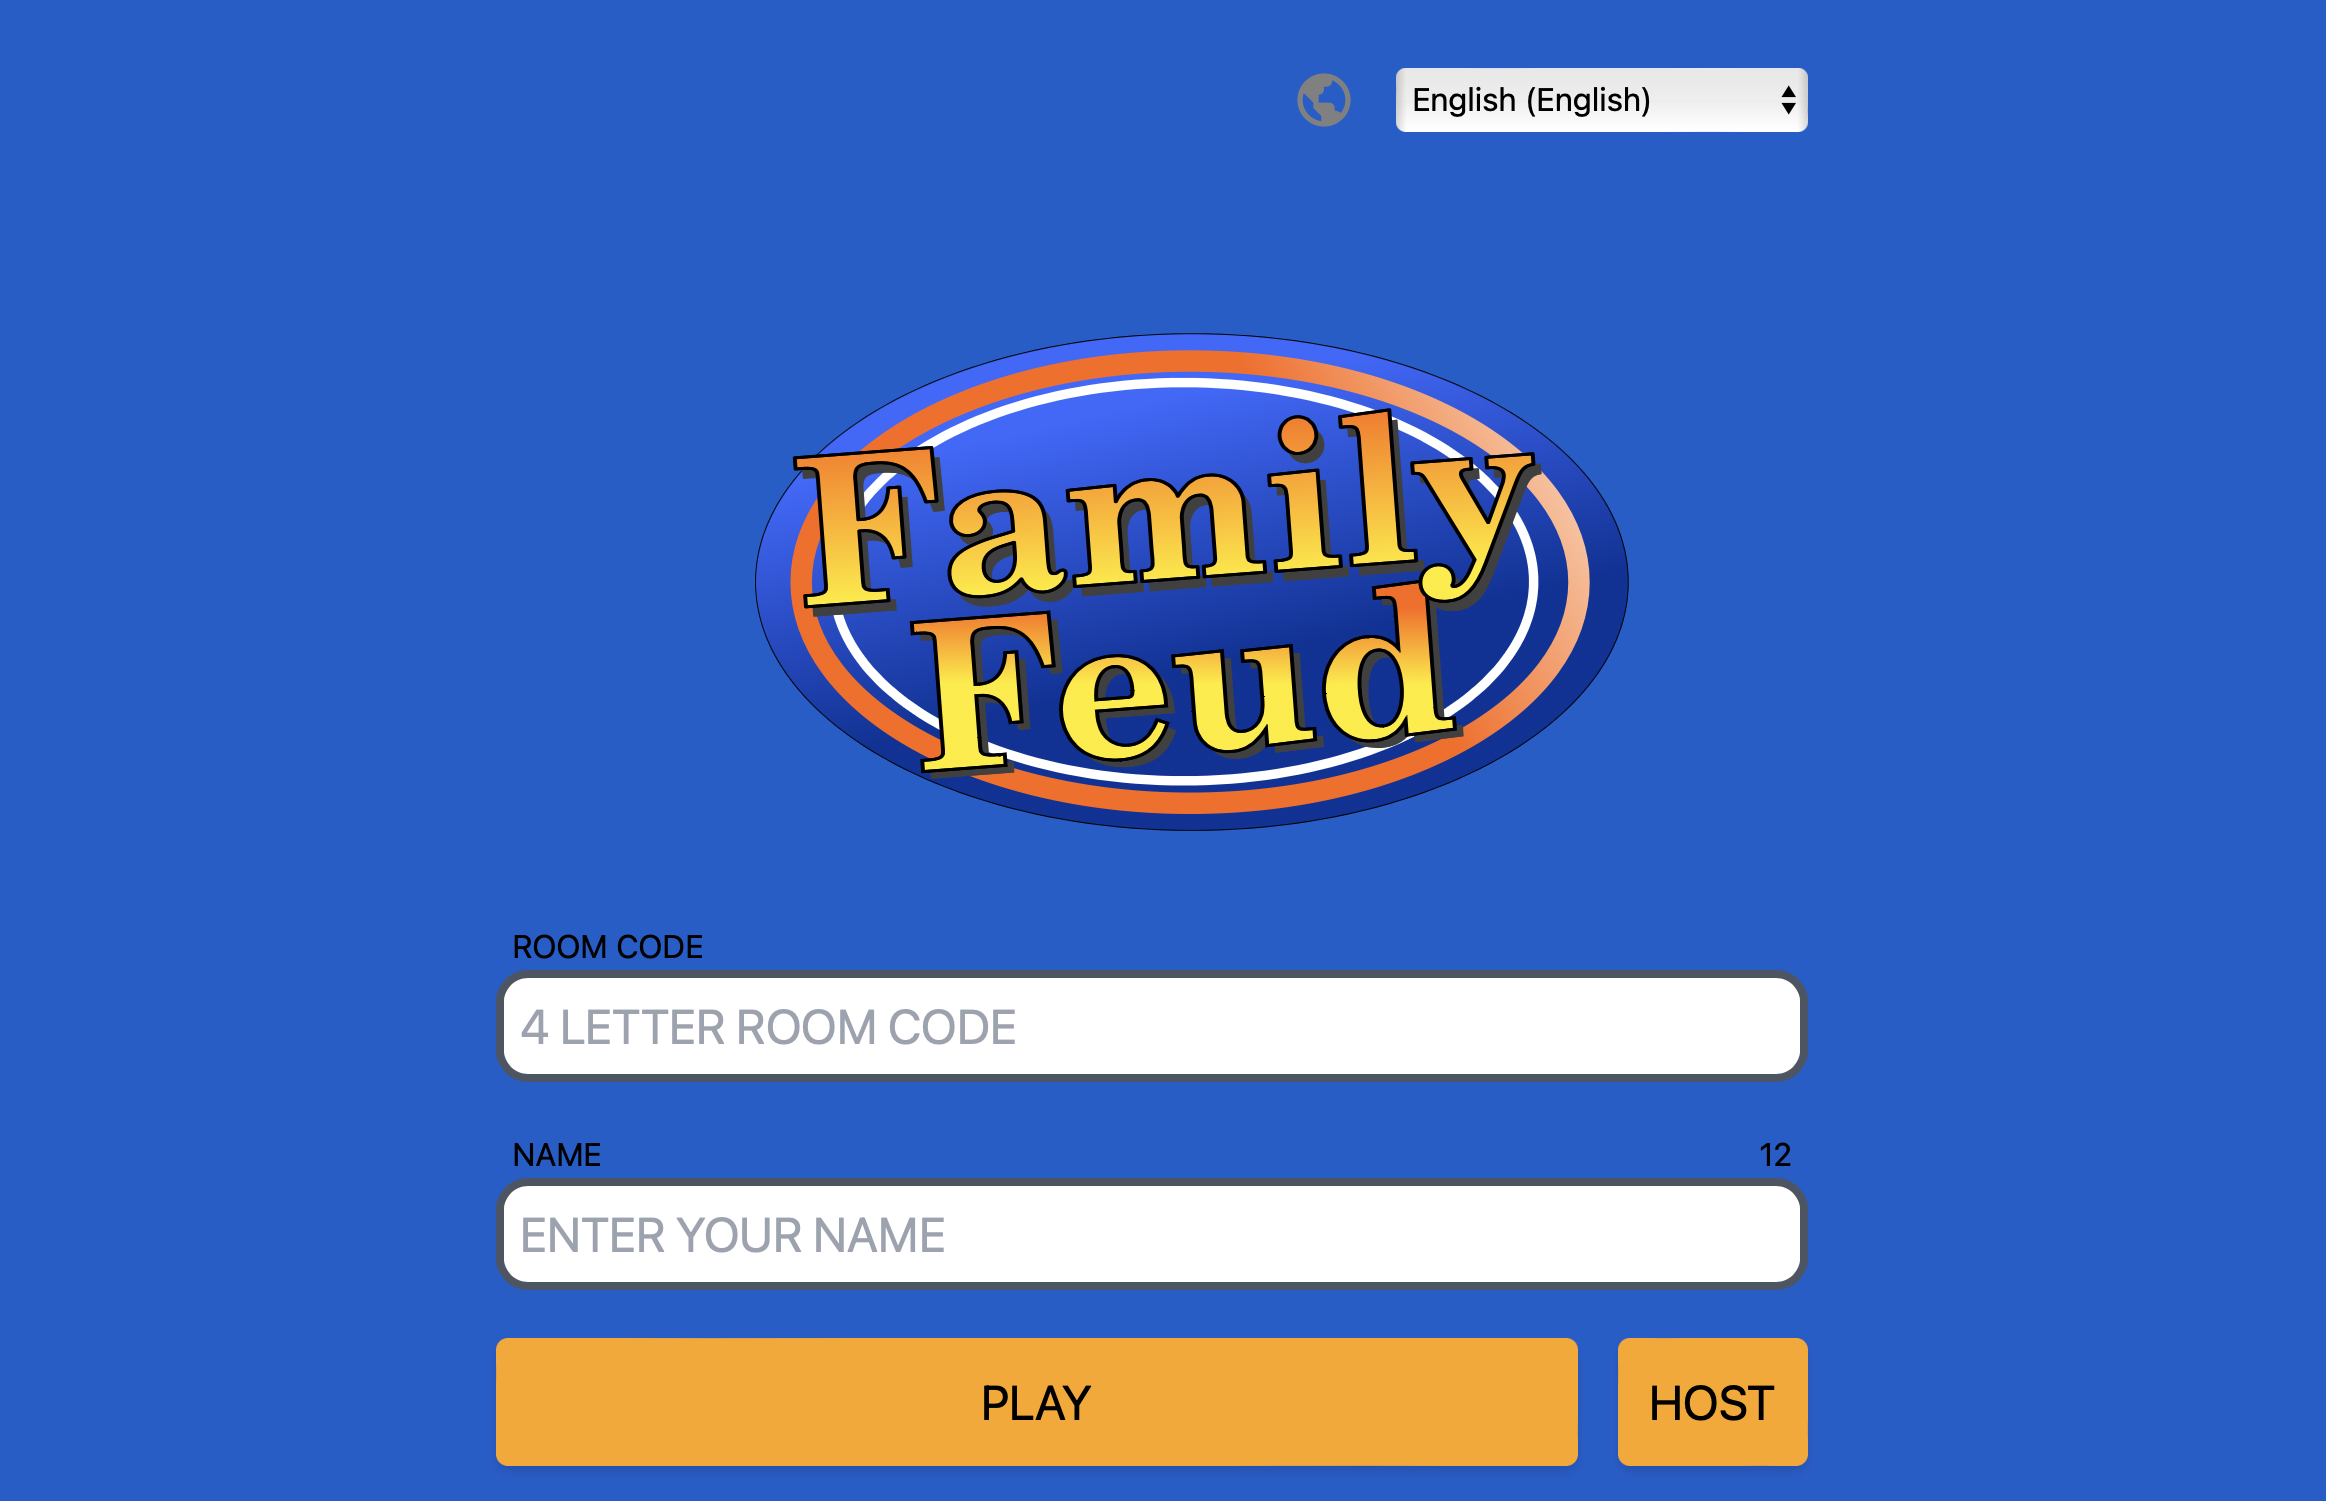 English (English)
Family
Feud
ROOM CODE
4 LETTER ROOM CODE
NAME 12
ENTER YOUR NAME
PLAY HOST